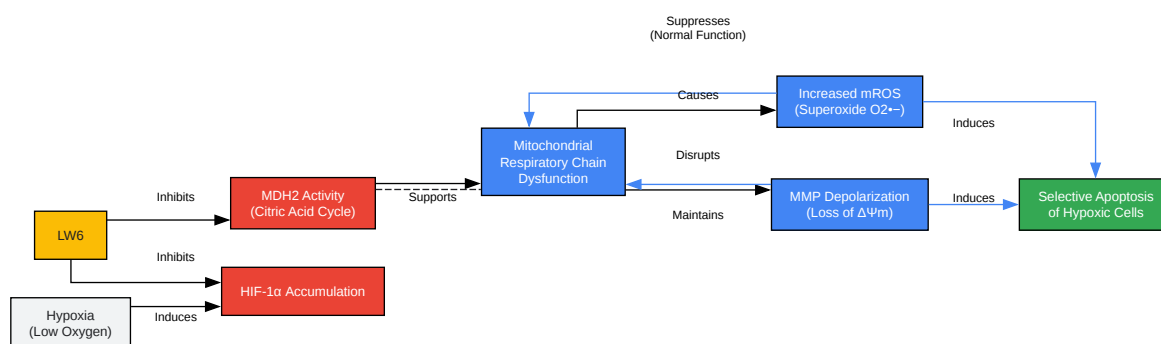 Suppresses
(Normal Function)
Increased mROS
(Superoxide O2•−)
Causes
Induces
Mitochondrial
Respiratory Chain
Dysfunction
Disrupts
MDH2 Activity
(Citric Acid Cycle)
Inhibits
Supports
Maintains
MMP Depolarization
(Loss of ΔΨm)
Induces
Selective Apoptosis
of Hypoxic Cells
LW6
Inhibits
HIF-1α Accumulation
Hypoxia
(Low Oxygen)
Induces